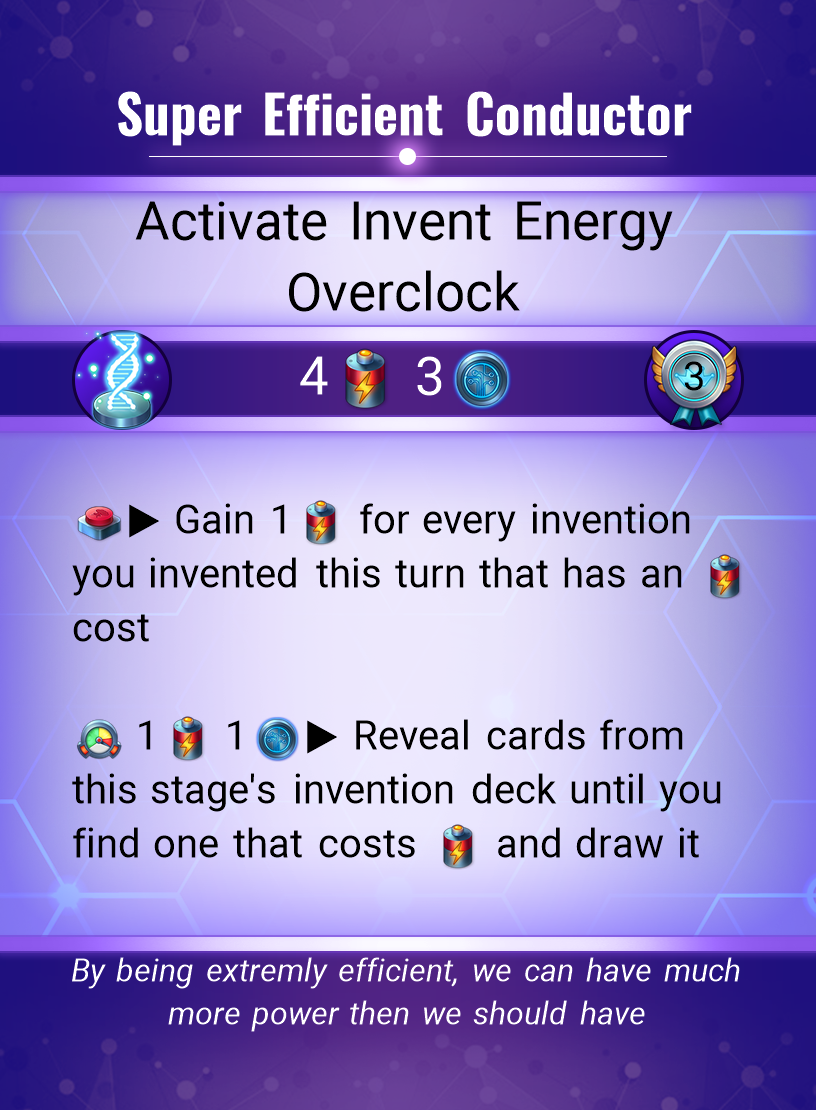 Super Efficient Conductor
Activate Invent Energy
Overclock
4 3 3
▶ Gain 1 for every invention
you invented this turn that has an
cost
1 1 ▶ Reveal cards from
this stage's invention deck until you
find one that costs and draw it
By being extremly efficient, we can have much
more power then we should have